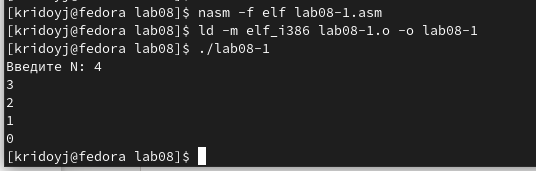 [kridoyj@fedora lab08]$ nasm -f elf lab08-1.asm
[kridoyj@fedora lab08]$ ld -m elf_i386 lab08-1.o -o lab08-1
[kridoyj@fedora lab08]$ ./lab08-1
Введите N: 4
3
2
1
0
[kridoyj@fedora lab08]$